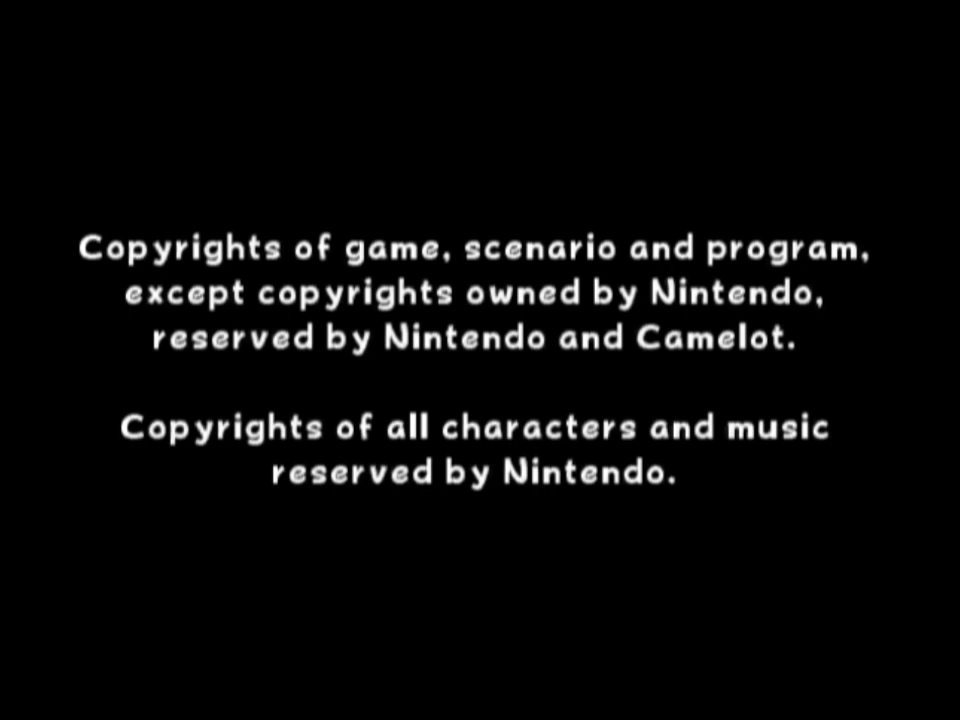 Copyrights of game, scenario and program,
except copyrights owned by Nintendo,
reserved by Nintendo and Camelot.
Copyrights of all characters and music
reserved by Nintendo.